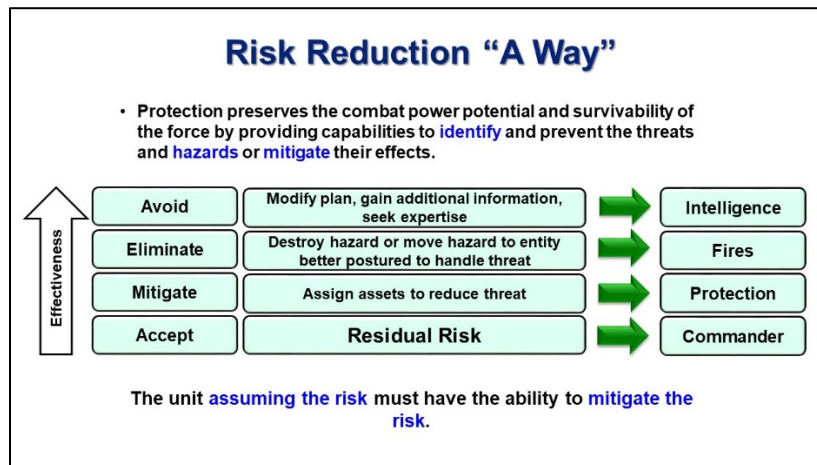 Risk Reduction “A Way”
• Protection preserves the combat power potential and survivability of
the force by providing capabilities to identify and prevent the threats
and hazards or mitigate their effects.
Effectiveness
Avoid
Modify plan, gain additional information,
seek expertise
Intelligence
Eliminate
Destroy hazard or move hazard to entity
better postured to handle threat
Fires
Mitigate
Assign assets to reduce threat
Protection
Accept
Residual Risk
Commander
The unit assuming the risk must have the ability to mitigate the
risk.